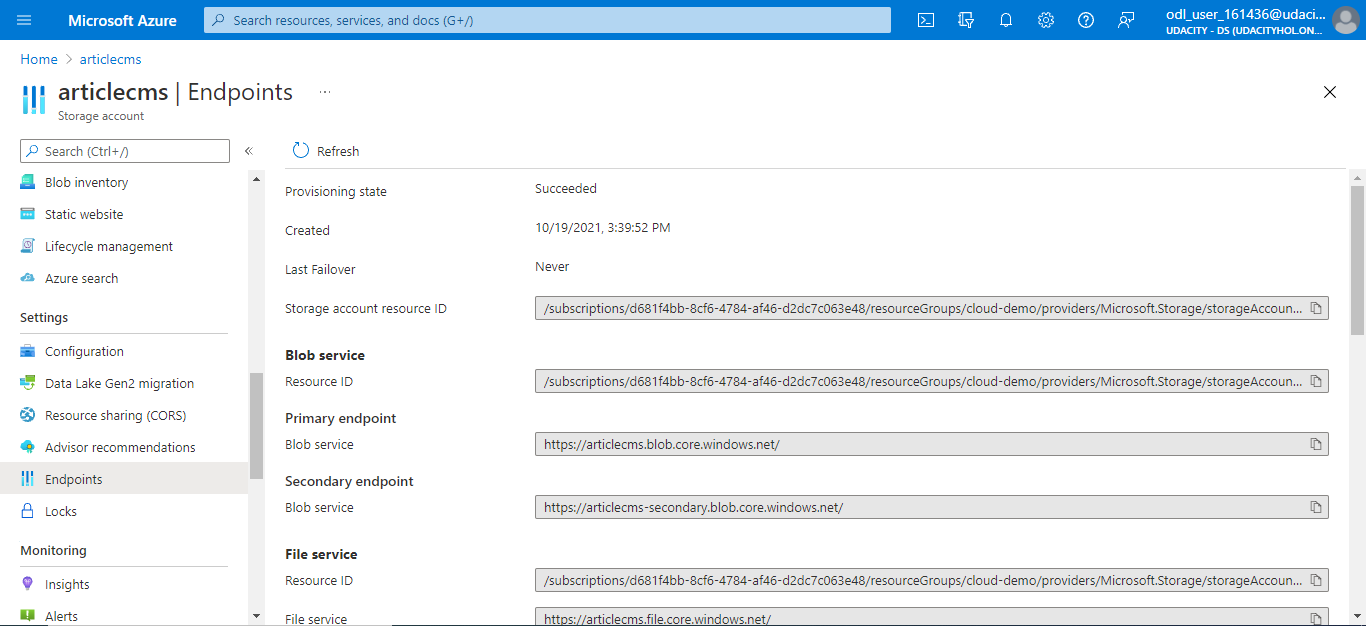 Microsoft Azure
Search resources, services, and docs (G+/)
odl_user_161436@udaci...
UDACITY - DS (UDACITYHOL.ON...
Home > articlecms
articlecms | Endpoints ...
Storage account
Search (Ctrl+/)
«
Refresh
Blob inventory
Static website
Lifecycle management
Azure search
Settings
Configuration
Data Lake Gen2 migration
Resource sharing (CORS)
Advisor recommendations
Endpoints
Locks
Monitoring
Insights
Alerts
Provisioning state
Succeeded
Created
10/19/2021, 3:39:52 PM
Last Failover
Never
Storage account resource ID
/subscriptions/d681f4bb-8cf6-4784-af46-d2dc7c063e48/resourceGroups/cloud-demo/providers/Microsoft.Storage/storageAccoun...
Blob service
Resource ID
/subscriptions/d681f4bb-8cf6-4784-af46-d2dc7c063e48/resourceGroups/cloud-demo/providers/Microsoft.Storage/storageAccoun...
Primary endpoint
Blob service
https://articlecms.blob.core.windows.net/
Secondary endpoint
Blob service
https://articlecms-secondary.blob.core.windows.net/
File service
Resource ID
/subscriptions/d681f4bb-8cf6-4784-af46-d2dc7c063e48/resourceGroups/cloud-demo/providers/Microsoft.Storage/storageAccoun...
File service
https://articlecms.file.core.windows.net/